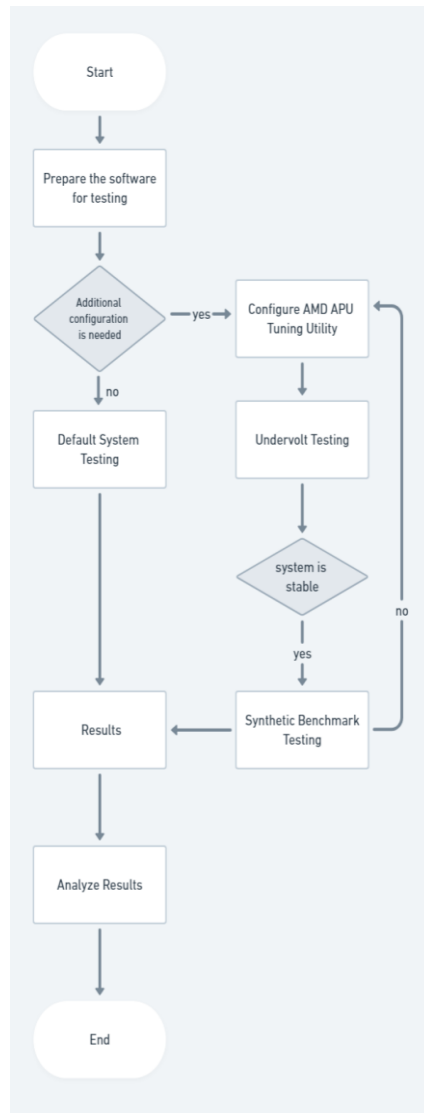 Start
Prepare the software
for testing
Additional
configuration
is needed
yes
Configure AMD APU
Tuning Utility
no
Default System
Testing
Undervolt Testing
system is
stable
no
yes
Results
Synthetic Benchmark
Testing
Analyze Results
End